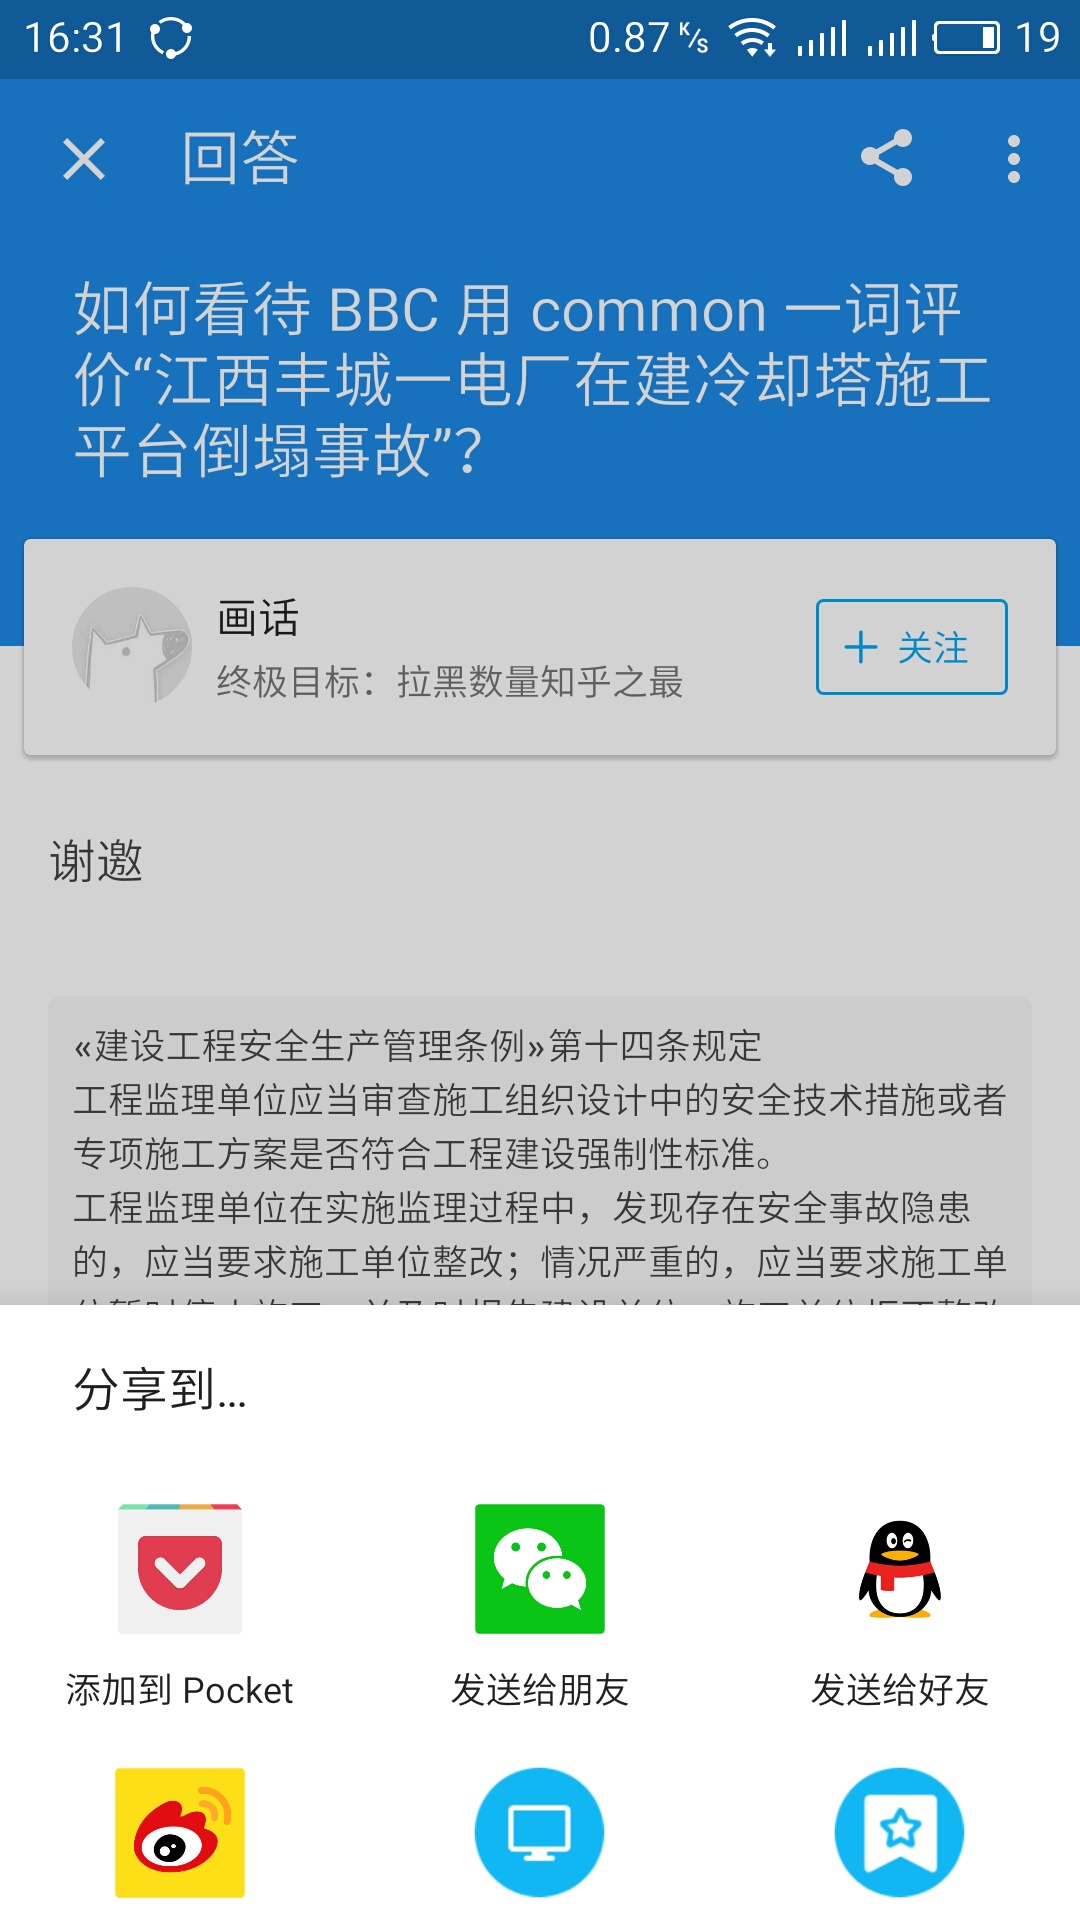 16:31 0.87 K/s 19
回答
如何看待 BBC 用 common 一词评
价“江西丰城一电厂在建冷却塔施工
平台倒塌事故”？
画话
终极目标：拉黑数量知乎之最
+ 关注
谢邀
«建设工程安全生产管理条例»第十四条规定
工程监理单位应当审查施工组织设计中的安全技术措施或者
专项施工方案是否符合工程建设强制性标准。
工程监理单位在实施监理过程中，发现存在安全事故隐患
的，应当要求施工单位整改；情况严重的，应当要求施工单
分享到...
添加到 Pocket 发送给朋友 发送给好友